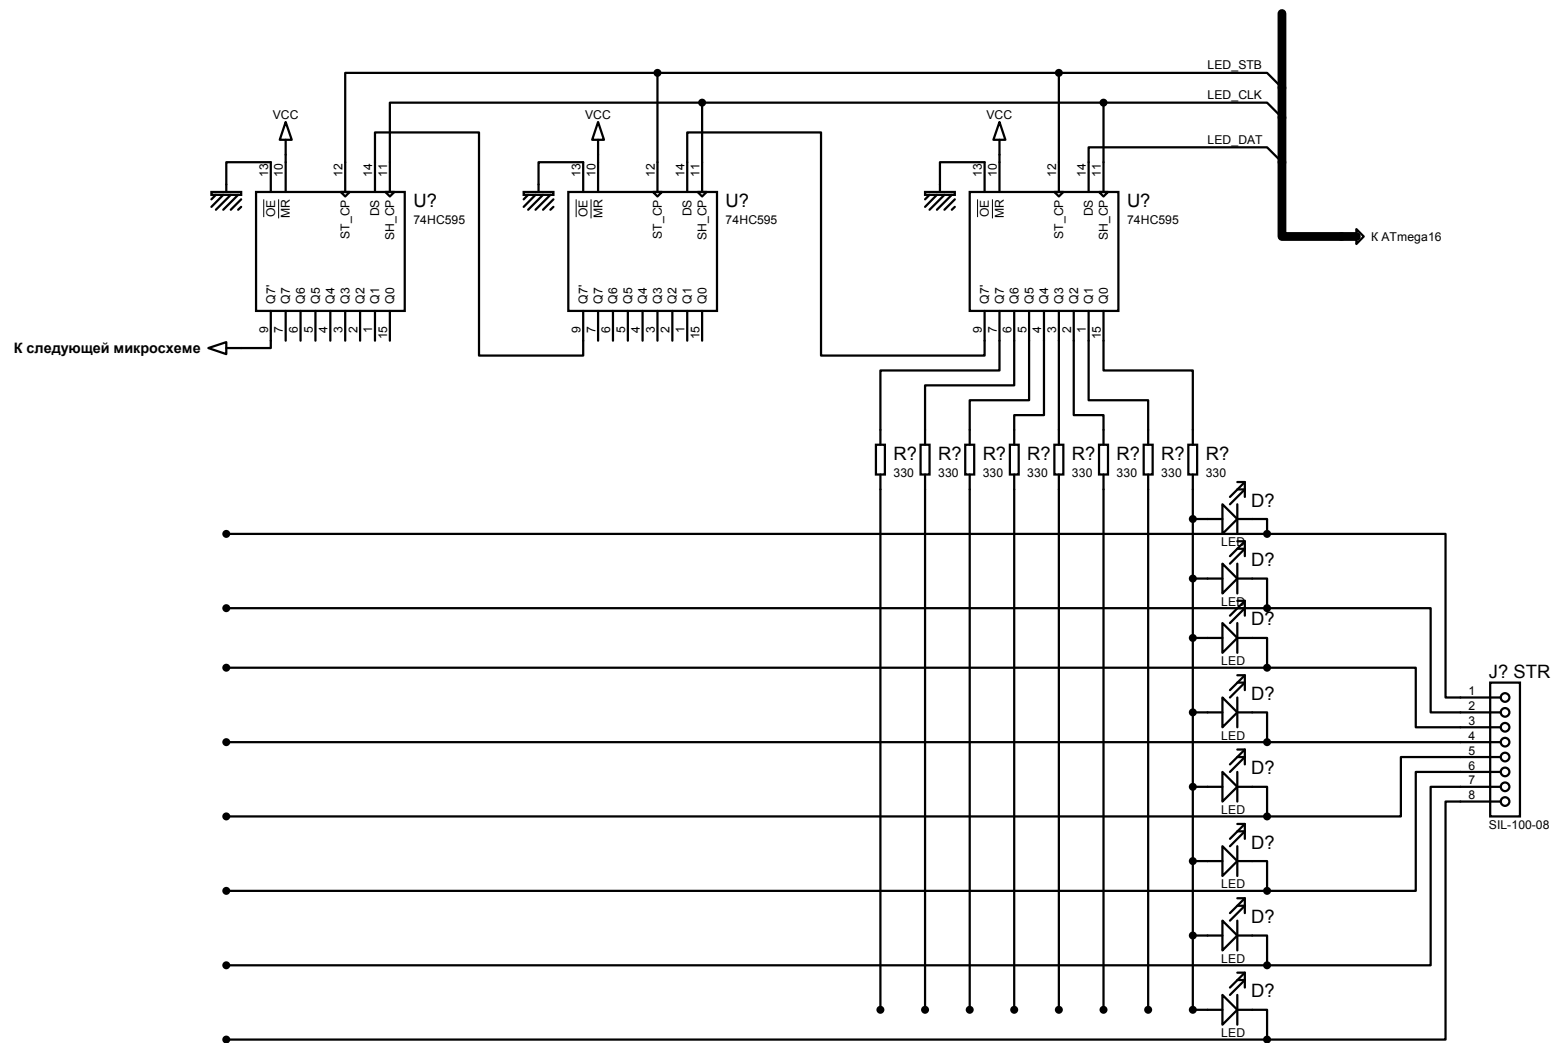 LED_STB
LED_CLK
LED_DAT
VCC
VCC
VCC
13
10
12
14
11
13
10
12
14
11
13
10
12
14
11
U?
74HC595
U?
74HC595
U?
74HC595
OE
MR
ST_CP
DS
SH_CP
OE
MR
ST_CP
DS
SH_CP
OE
MR
ST_CP
DS
SH_CP
К ATmega16
Q7'
Q7
Q6
Q5
Q4
Q3
Q2
Q1
Q0
Q7'
Q7
Q6
Q5
Q4
Q3
Q2
Q1
Q0
Q7'
Q7
Q6
Q5
Q4
Q3
Q2
Q1
Q0
9
7
6
5
4
3
2
1
15
9
7
6
5
4
3
2
1
15
9
7
6
5
4
3
2
1
15
К следующей микросхеме
R?
330
R?
330
R?
330
R?
330
R?
330
R?
330
R?
330
R?
330
D?
LED
D?
LED
D?
LED
D?
LED
D?
LED
D?
LED
D?
LED
D?
J? STR
1
2
3
4
5
6
7
8
SIL-100-08